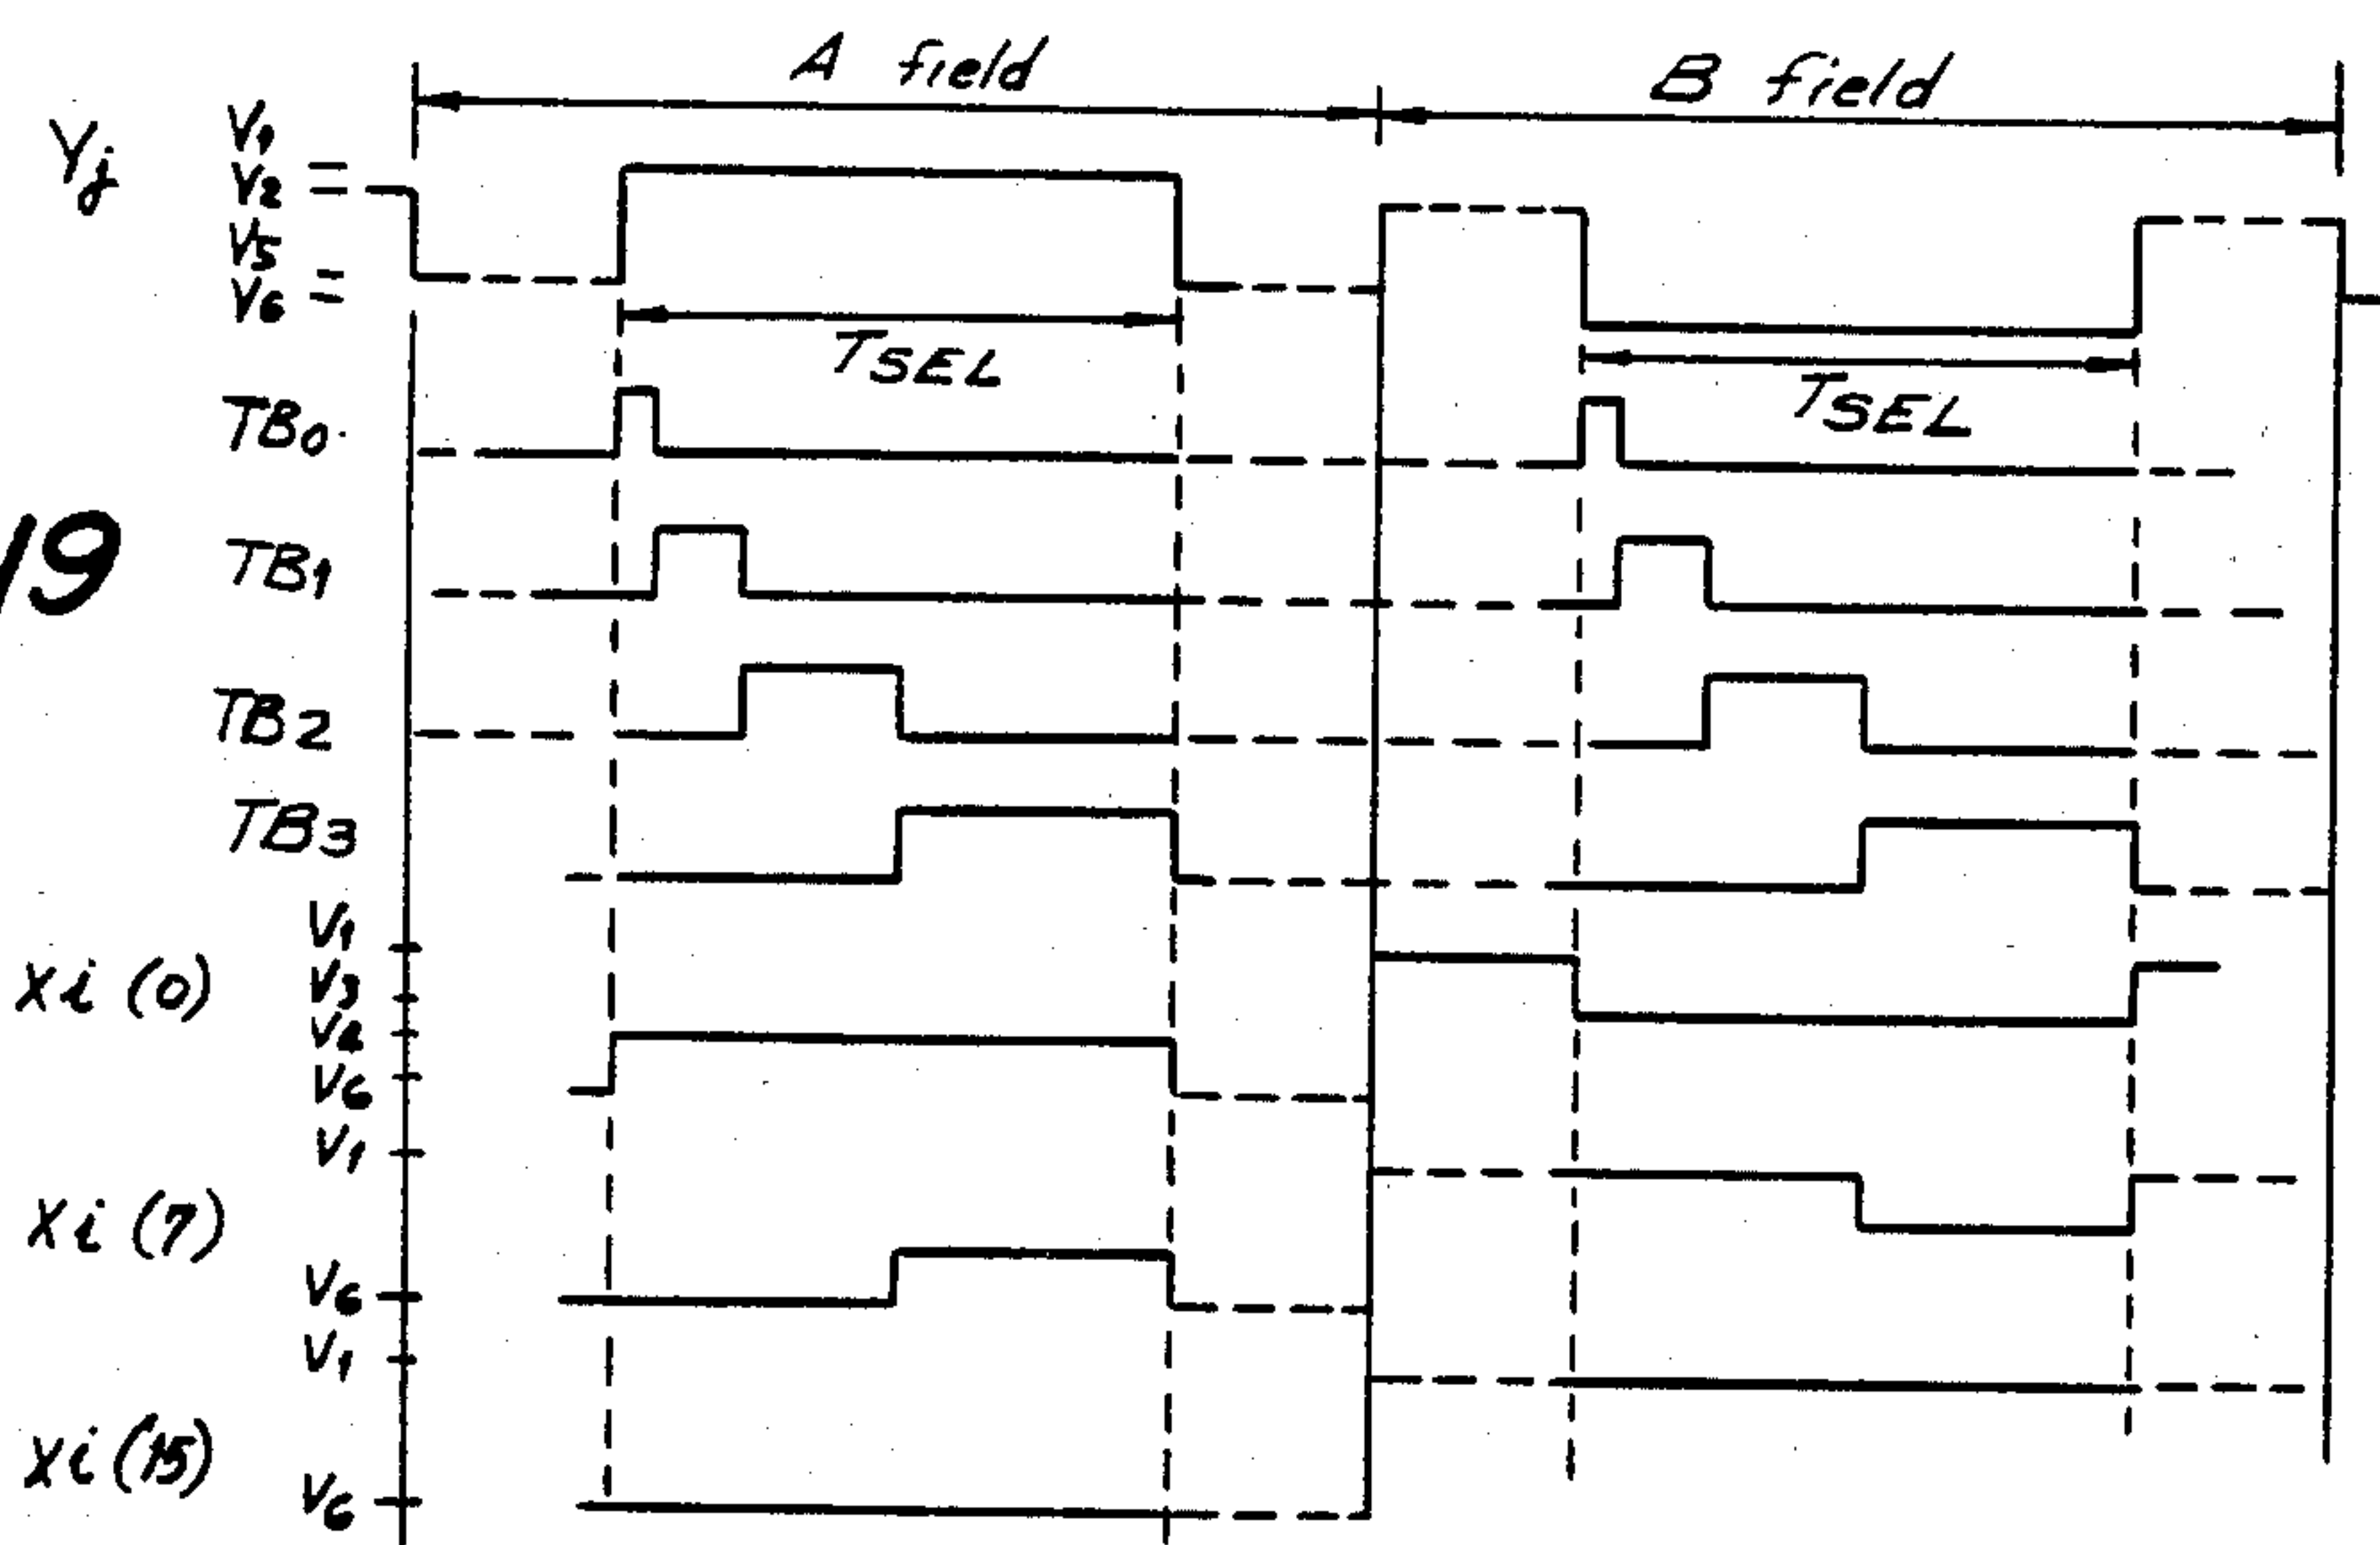 A field
B field
Yj
V1
V2
V5
V6
TSEL
TSEL
TB0
19
TB1
TB2
TB3
Xi (0)
V1
V3
V4
V6
Xi (7)
V1
V6
Xi (15)
V1
V6